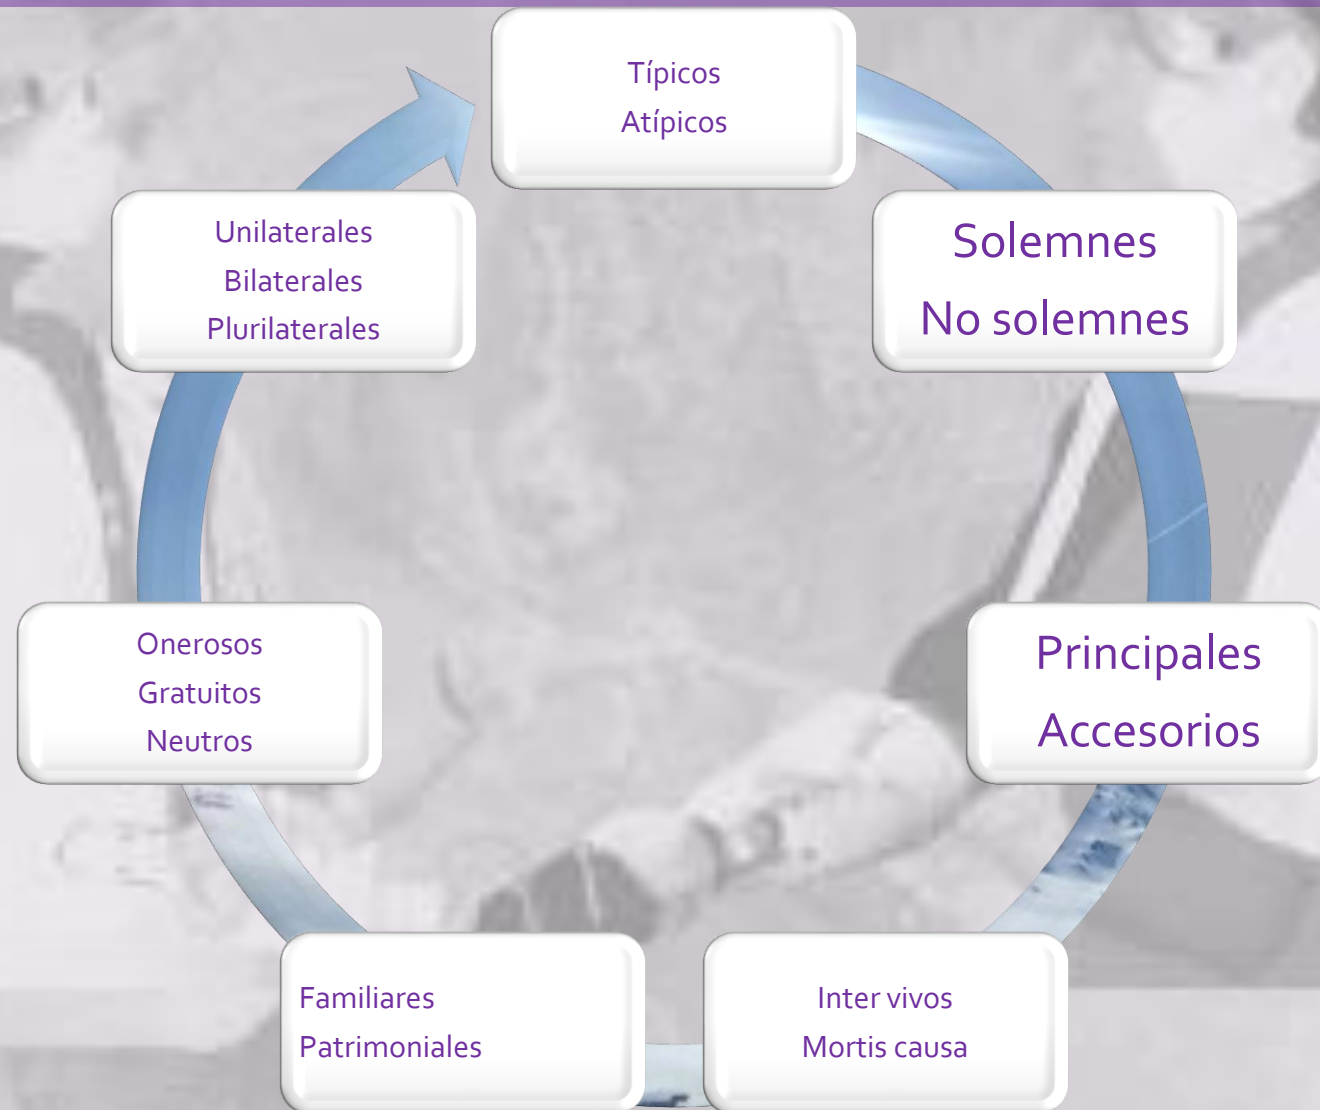 Típicos
Atípicos
Solemnes
No solemnes
Principales
Accesorios
Inter vivos
Mortis causa
Familiares
Patrimoniales
Onerosos
Gratuitos
Neutros
Unilaterales
Bilaterales
Plurilaterales